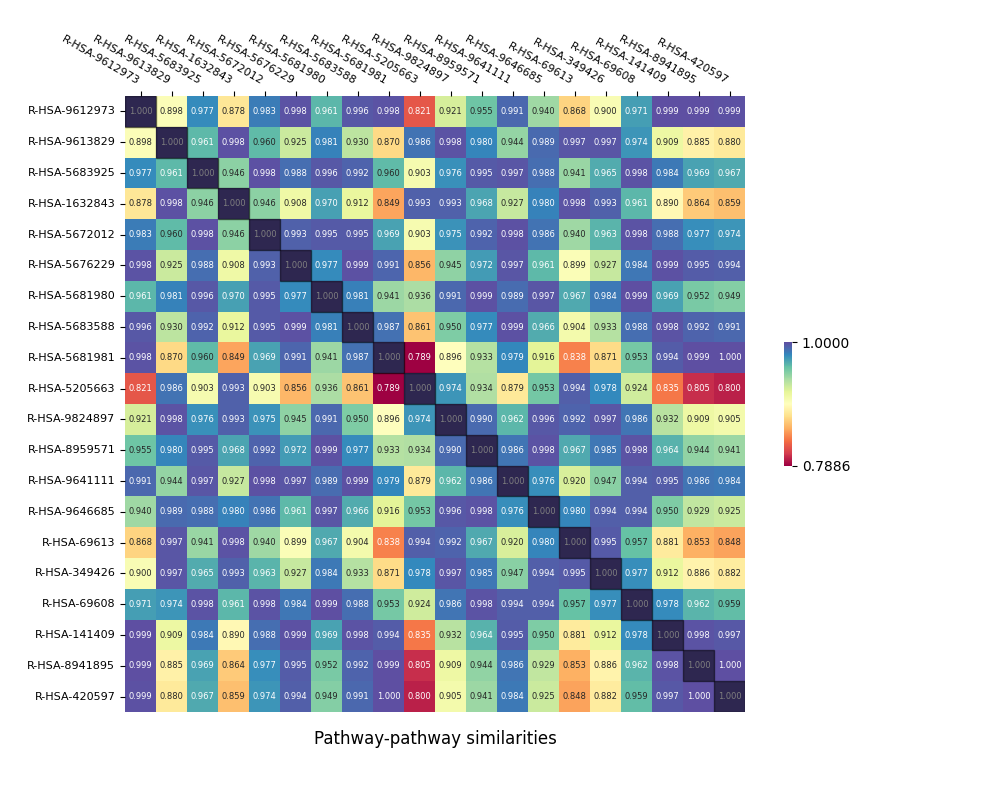 R-HSA-9612973
R-HSA-9613829
R-HSA-5683925
R-HSA-1632843
R-HSA-5672012
R-HSA-5676229
R-HSA-5681980
R-HSA-5683588
R-HSA-5681981
R-HSA-5205663
R-HSA-9824897
R-HSA-8959571
R-HSA-9641111
R-HSA-9646685
R-HSA-69613
R-HSA-349426
R-HSA-69608
R-HSA-141409
R-HSA-8941895
R-HSA-420597
R-HSA-9612973 1.000 0.898 0.977 0.878 0.983 0.998 0.961 0.996 0.998 0.821 0.921 0.955 0.991 0.940 0.868 0.900 0.971 0.999 0.999 0.999
R-HSA-9613829 0.898 1.000 0.961 0.998 0.960 0.925 0.981 0.930 0.870 0.986 0.998 0.980 0.944 0.989 0.997 0.997 0.974 0.909 0.885 0.880
R-HSA-5683925 0.977 0.961 1.000 0.946 0.998 0.988 0.996 0.992 0.960 0.903 0.976 0.995 0.997 0.988 0.941 0.965 0.998 0.984 0.969 0.967
R-HSA-1632843 0.878 0.998 0.946 1.000 0.946 0.908 0.970 0.912 0.849 0.993 0.993 0.968 0.927 0.980 0.998 0.993 0.961 0.890 0.864 0.859
R-HSA-5672012 0.983 0.960 0.998 0.946 1.000 0.993 0.995 0.995 0.969 0.903 0.975 0.992 0.998 0.986 0.940 0.963 0.998 0.988 0.977 0.974
R-HSA-5676229 0.998 0.925 0.988 0.908 0.993 1.000 0.977 0.999 0.991 0.856 0.945 0.972 0.997 0.961 0.899 0.927 0.984 0.999 0.995 0.994
R-HSA-5681980 0.961 0.981 0.996 0.970 0.995 0.977 1.000 0.981 0.941 0.936 0.991 0.999 0.989 0.997 0.967 0.984 0.999 0.969 0.952 0.949
R-HSA-5683588 0.996 0.930 0.992 0.912 0.995 0.999 0.981 1.000 0.987 0.861 0.950 0.977 0.999 0.966 0.904 0.933 0.988 0.998 0.992 0.991
R-HSA-5681981 0.998 0.870 0.960 0.849 0.969 0.991 0.941 0.987 1.000 0.789 0.896 0.933 0.979 0.916 0.838 0.871 0.953 0.994 0.999 1.000
R-HSA-5205663 0.821 0.986 0.903 0.993 0.903 0.856 0.936 0.861 0.789 1.000 0.974 0.934 0.879 0.953 0.994 0.978 0.924 0.835 0.805 0.800
R-HSA-9824897 0.921 0.998 0.976 0.993 0.975 0.945 0.991 0.950 0.896 0.974 1.000 0.990 0.962 0.996 0.992 0.997 0.986 0.932 0.909 0.905
R-HSA-8959571 0.955 0.980 0.995 0.968 0.992 0.972 0.999 0.977 0.933 0.934 0.990 1.000 0.986 0.998 0.967 0.985 0.998 0.964 0.944 0.941
R-HSA-9641111 0.991 0.944 0.997 0.927 0.998 0.997 0.989 0.999 0.979 0.879 0.962 0.986 1.000 0.976 0.920 0.947 0.994 0.995 0.986 0.984
R-HSA-9646685 0.940 0.989 0.988 0.980 0.986 0.961 0.997 0.966 0.916 0.953 0.996 0.998 0.976 1.000 0.980 0.994 0.994 0.950 0.929 0.925
R-HSA-69613 0.868 0.997 0.941 0.998 0.940 0.899 0.967 0.904 0.838 0.994 0.992 0.967 0.920 0.980 1.000 0.995 0.957 0.881 0.853 0.848
R-HSA-349426 0.900 0.997 0.965 0.993 0.963 0.927 0.984 0.933 0.871 0.978 0.997 0.985 0.947 0.994 0.995 1.000 0.977 0.912 0.886 0.882
R-HSA-69608 0.971 0.974 0.998 0.961 0.998 0.984 0.999 0.988 0.953 0.924 0.986 0.998 0.994 0.994 0.957 0.977 1.000 0.978 0.962 0.959
R-HSA-141409 0.999 0.909 0.984 0.890 0.988 0.999 0.969 0.998 0.994 0.835 0.932 0.964 0.995 0.950 0.881 0.912 0.978 1.000 0.998 0.997
R-HSA-8941895 0.999 0.885 0.969 0.864 0.977 0.995 0.952 0.992 0.999 0.805 0.909 0.944 0.986 0.929 0.853 0.886 0.962 0.998 1.000 1.000
R-HSA-420597 0.999 0.880 0.967 0.859 0.974 0.994 0.949 0.991 1.000 0.800 0.905 0.941 0.984 0.925 0.848 0.882 0.959 0.997 1.000 1.000
1.0000
0.7886
Pathway-pathway similarities